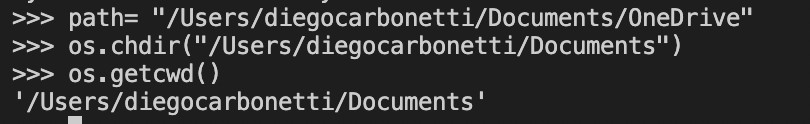 >>> path= "/Users/diegocarbonetti/Documents/OneDrive"
>>> os.chdir("/Users/diegocarbonetti/Documents")
>>> os.getcwd()
'/Users/diegocarbonetti/Documents'